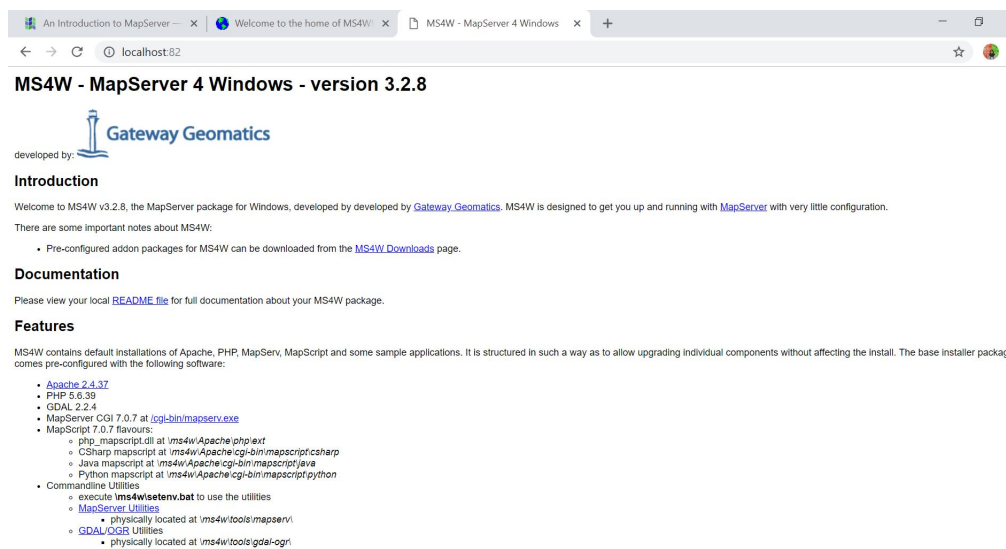 An Introduction to MapServer —
Welcome to the home of MS4W
MS4W - MapServer 4 Windows
localhost:82
MS4W - MapServer 4 Windows - version 3.2.8
Gateway Geomatics
developed by:
Introduction
Welcome to MS4W v3.2.8, the MapServer package for Windows, developed by developed by Gateway Geomatics. MS4W is designed to get you up and running with MapServer with very little configuration.
There are some important notes about MS4W:
• Pre-configured addon packages for MS4W can be downloaded from the MS4W Downloads page.
Documentation
Please view your local README file for full documentation about your MS4W package.
Features
MS4W contains default installations of Apache, PHP, MapServ, MapScript and some sample applications. It is structured in such a way as to allow upgrading individual components without affecting the install. The base installer packag
comes pre-configured with the following software:
• Apache 2.4.37
• PHP 5.6.39
• GDAL 2.2.4
• MapServer CGI 7.0.7 at /cgi-bin/mapserv.exe
• MapScript 7.0.7 flavours:
◦ php_mapscript.dll at \ms4w\Apache\php\ext
◦ CSharp mapscript at \ms4w\Apache\cgi-bin\mapscript\csharp
◦ Java mapscript at \ms4w\Apache\cgi-bin\mapscript\java
◦ Python mapscript at \ms4w\Apache\cgi-bin\mapscript\python
• Commandline Utilities
◦ execute \ms4w\setenv.bat to use the utilities
◦ MapServer Utilities
▪ physically located at \ms4w\tools\mapserv\
◦ GDAL/OGR Utilities
▪ physically located at \ms4w\tools\gdal-ogr\